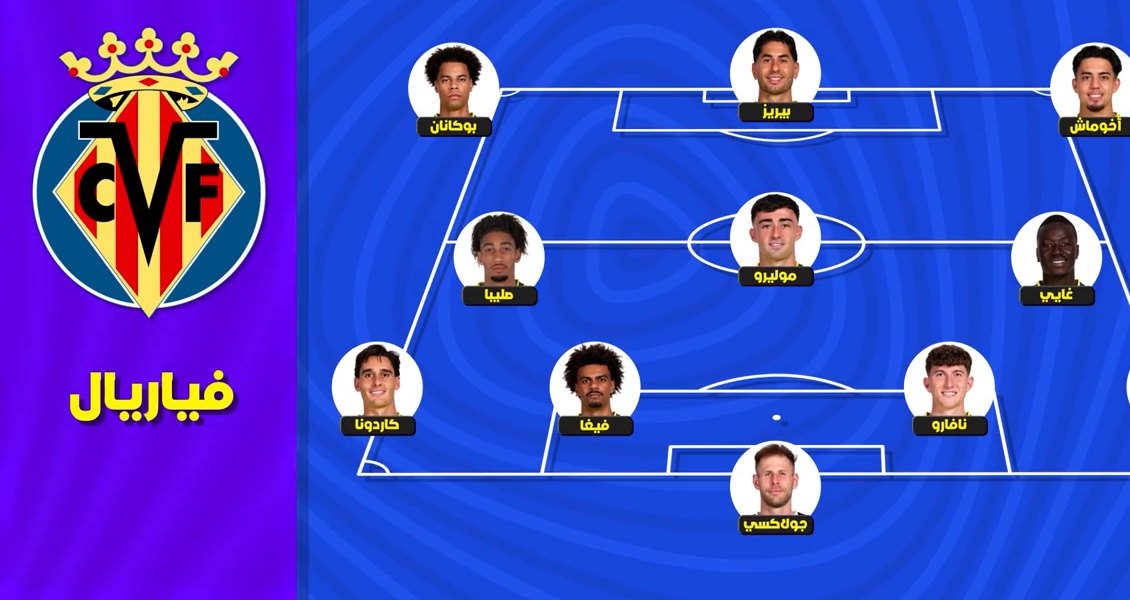 CVF
فياريال
بوكانان
بيريز
أخوماش
صليبا
موليرو
غايي
كاردونا
فيغا
نافارو
جولاكسي